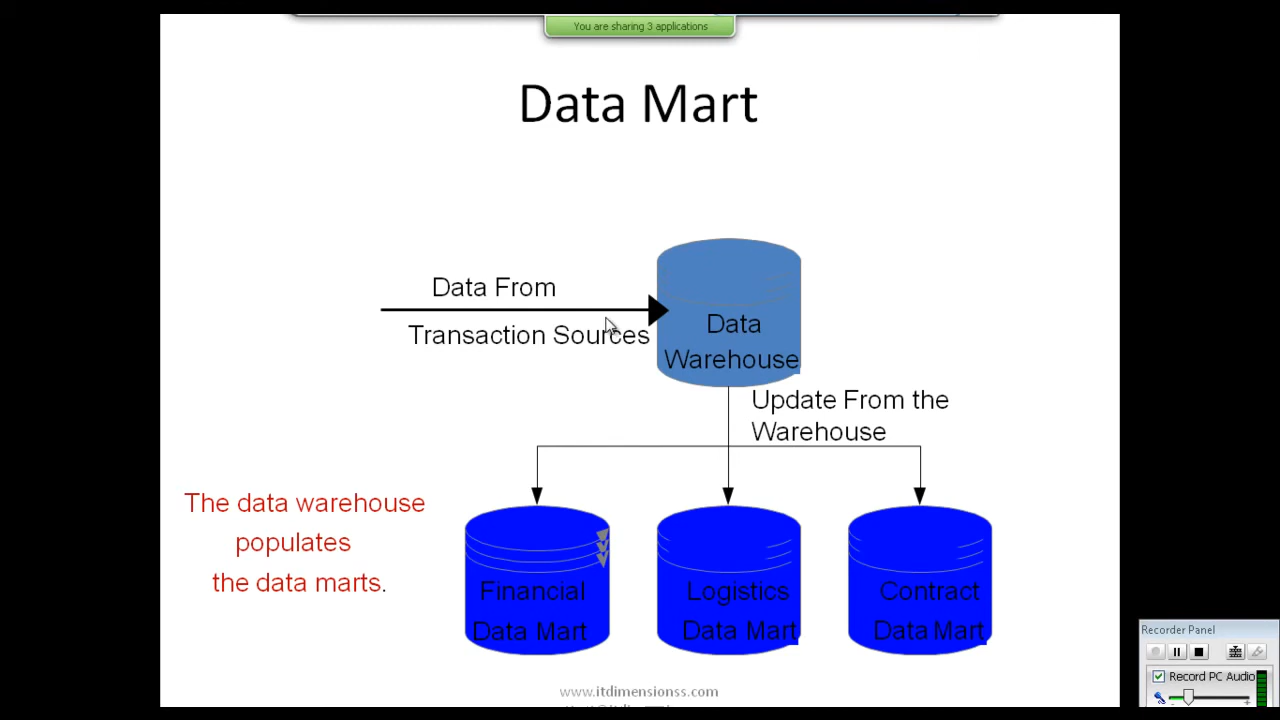 You are sharing 3 applications
Data Mart
Data From
Transaction Sources
Data
Warehouse
Update From the
Warehouse
The data warehouse
populates
the data marts.
Financial
Data Mart
Logistics
Data Mart
Contract
Data Mart
www.itdimensionss.com
Recorder Panel
Record PC Audio